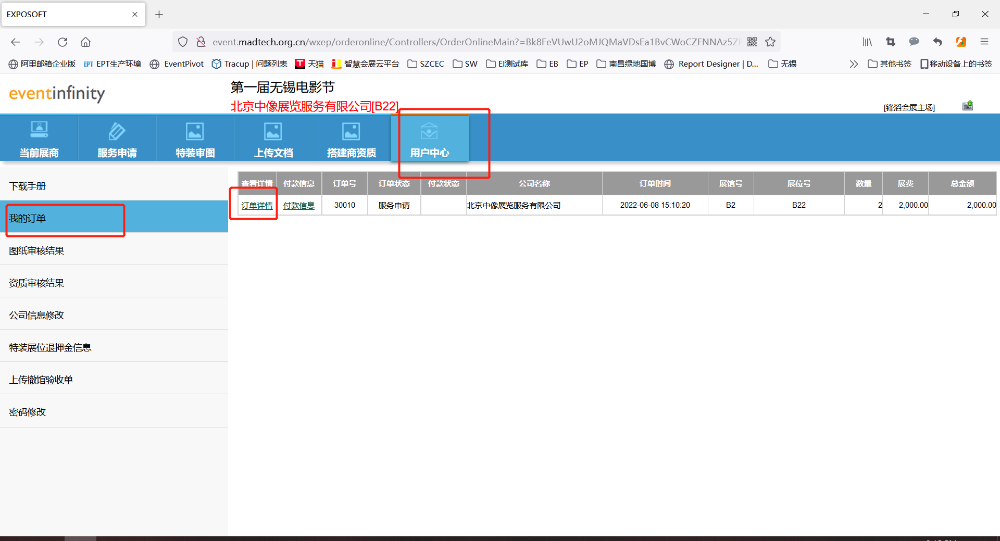 EXPOSOFT
event.madtech.org.cn/wxep/orderonline/Controllers/OrderOnlineMain?=Bk8FeVUwU2oMJQMaVDsEa1BvCWoCZFNNAz5ZF
阿里邮箱企业版 EPT EPT生产环境 EventPivot Tracup | 问题列表 天猫 智慧会展云平台 SZCEC SW EI测试库 EB EP 南昌绿地国博 Report Designer | D... 无锡 其他书签 移动设备上的书签
eventinfinity
第一届无锡电影节
北京中像展览服务有限公司[B22]
[锋滔会展主场]
当前展商 服务申请 特装审图 上传文档 搭建商资质 用户中心
下载手册
我的订单
图纸审核结果
资质审核结果
公司信息修改
特装展位退押金信息
上传撤馆验收单
密码修改
查看详情 付款信息 订单号 订单状态 付款状态 公司名称 订单时间 展馆号 展位号 数量 展费 总金额
订单详情 付款信息 30010 服务申请 北京中像展览服务有限公司 2022-06-08 15:10:20 B2 B22 2 2,000.00 2,000.00